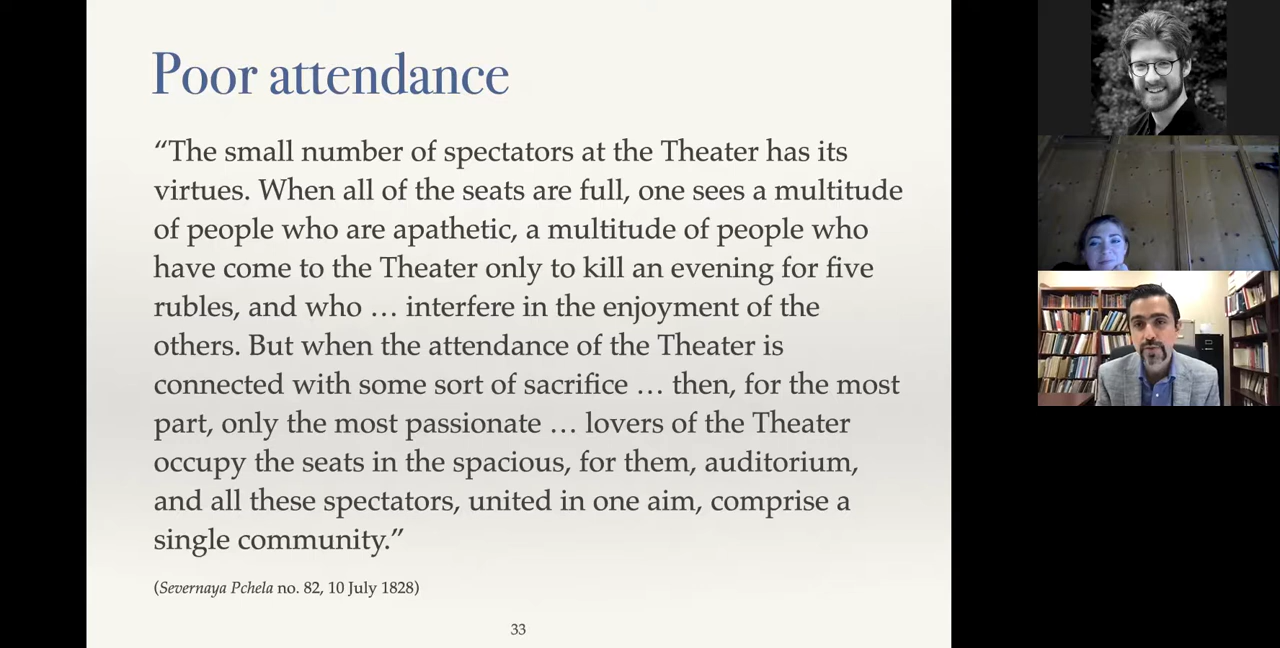 Poor attendance
“The small number of spectators at the Theater has its
virtues. When all of the seats are full, one sees a multitude
of people who are apathetic, a multitude of people who
have come to the Theater only to kill an evening for five
rubles, and who … interfere in the enjoyment of the
others. But when the attendance of the Theater is
connected with some sort of sacrifice … then, for the most
part, only the most passionate … lovers of the Theater
occupy the seats in the spacious, for them, auditorium,
and all these spectators, united in one aim, comprise a
single community.”
(Severnaya Pchela no. 82, 10 July 1828)
33